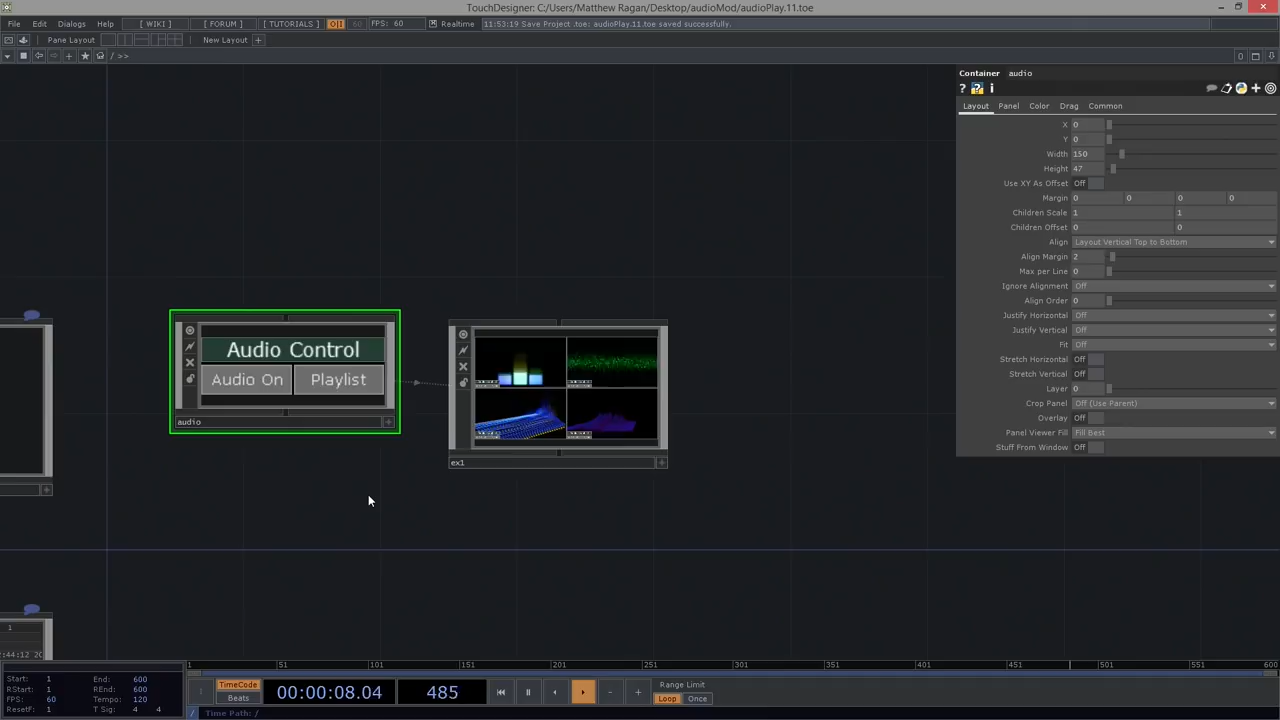 TouchDesigner: C:/Users/Matthew Ragan/Desktop/audioMod/audioPlay.11.toe
File Edit Dialogs Help [ WIKI ] [ FORUM ] [ TUTORIALS ] O|I 60 FPS: 60 Realtime 11:53:19 Save Project .toe: audioPlay.11.toe saved successfully.
Pane Layout New Layout +
/ >>
Container audio
Layout Panel Color Drag Common
X 0
Y 0
Width 150
Height 47
Use XY As Offset Off
Margin 0 0 0 0
Children Scale 1 1
Children Offset 0 0
Align Layout Vertical Top to Bottom
Align Margin 2
Max per Line 0
Ignore Alignment Off
Align Order 0
Justify Horizontal Off
Justify Vertical Off
Fit Off
Stretch Horizontal Off
Stretch Vertical Off
Layer 0
Crop Panel Off (Use Parent)
Overlay Off
Panel Viewer Fill Fill Best
Stuff From Window Off
Audio Control
Audio On Playlist
audio
ex1
1
1 51 101 151 201 251 301 351 401 451 501 551 600
Start: 1 End: 600
RStart: 1 REnd: 600
FPS: 60 Tempo: 120
ResetF: 1 T Sig: 4 4
TimeCode
Beats
00:00:08.04
485
Range Limit
Loop Once
/ Time Path: /